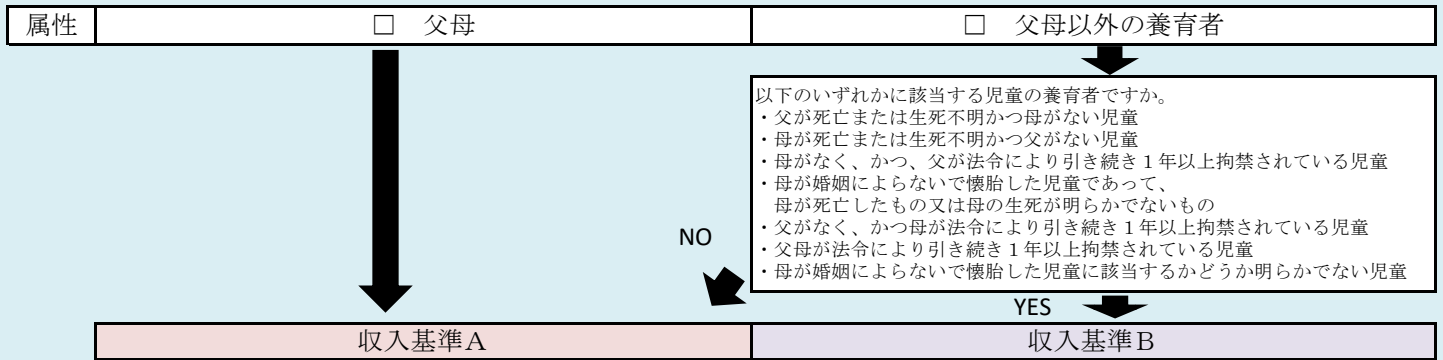 属性 □ 父母 □ 父母以外の養育者
以下のいずれかに該当する児童の養育者ですか。
・父が死亡または生死不明かつ母がない児童
・母が死亡または生死不明かつ父がない児童
・母がなく、かつ、父が法令により引き続き１年以上拘禁されている児童
・母が婚姻によらないで懐胎した児童であって、
母が死亡したもの又は母の生死が明らかでないもの
・父がなく、かつ母が法令により引き続き１年以上拘禁されている児童
・父母が法令により引き続き１年以上拘禁されている児童
・母が婚姻によらないで懐胎した児童に該当するかどうか明らかでない児童
NO
YES
収入基準Ａ 収入基準Ｂ